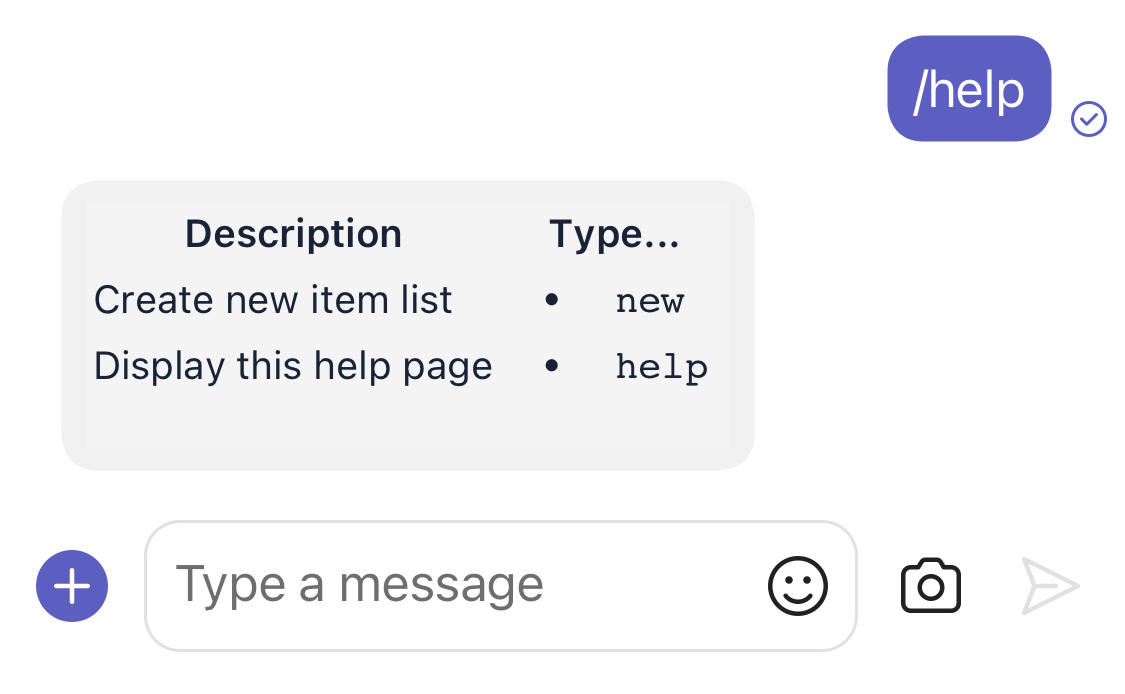 /help
Description Type...
Create new item list • new
Display this help page • help
Type a message